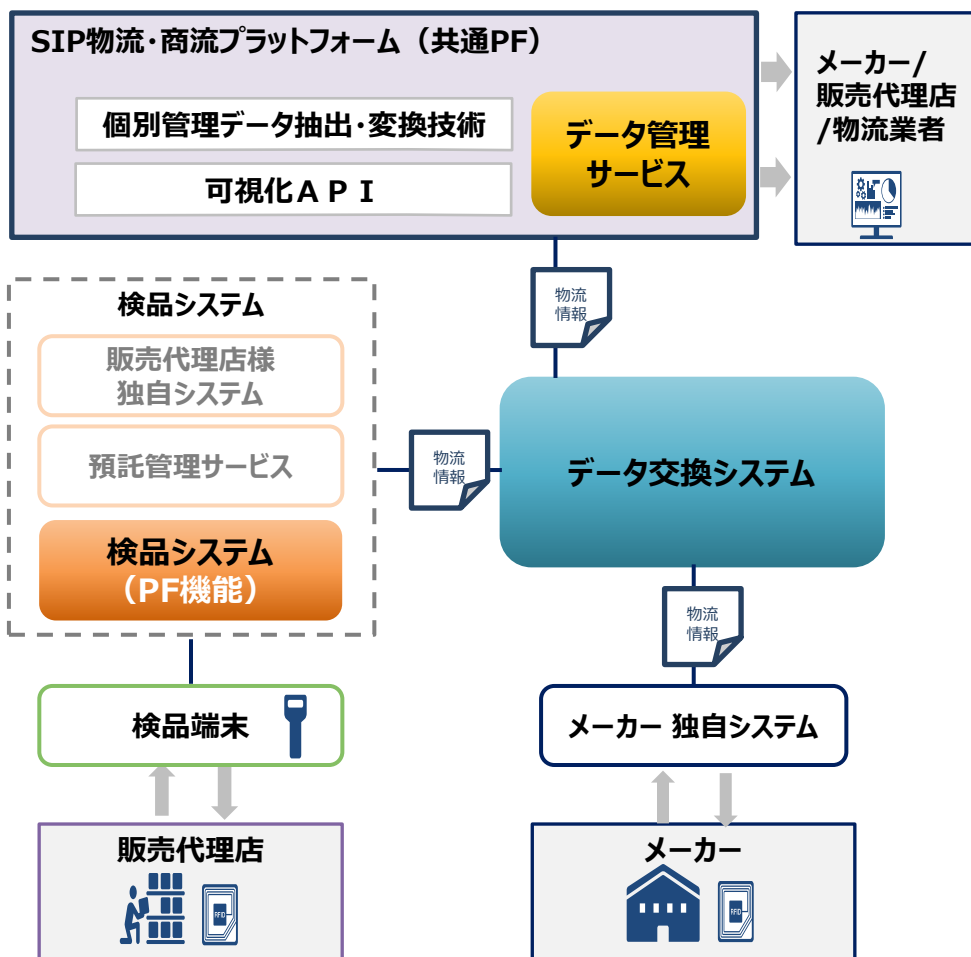 SIP物流・商流プラットフォーム（共通PF）
個別管理データ抽出・変換技術
可視化ＡＰＩ
データ管理
サービス
メーカー/
販売代理店
/物流業者
物流
情報
検品システム
販売代理店様
独自システム
預託管理サービス
検品システム
（PF機能）
物流
情報
データ交換システム
物流
情報
検品端末
メーカー 独自システム
販売代理店
RFID
メーカー
RFID